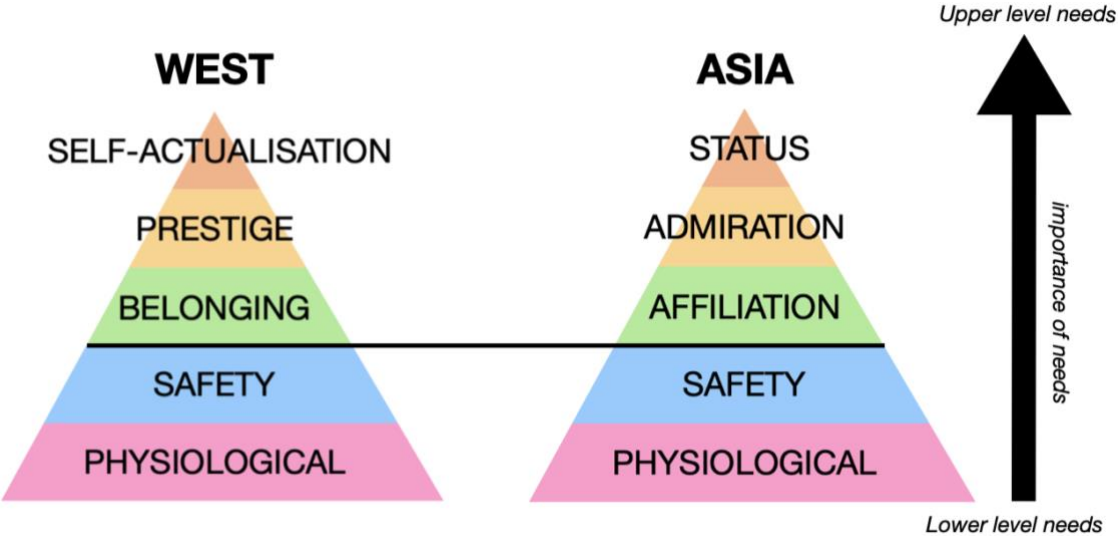 Upper level needs
WEST
ASIA
SELF-ACTUALISATION
STATUS
PRESTIGE
ADMIRATION
BELONGING
AFFILIATION
importance of needs
SAFETY
SAFETY
PHYSIOLOGICAL
PHYSIOLOGICAL
Lower level needs